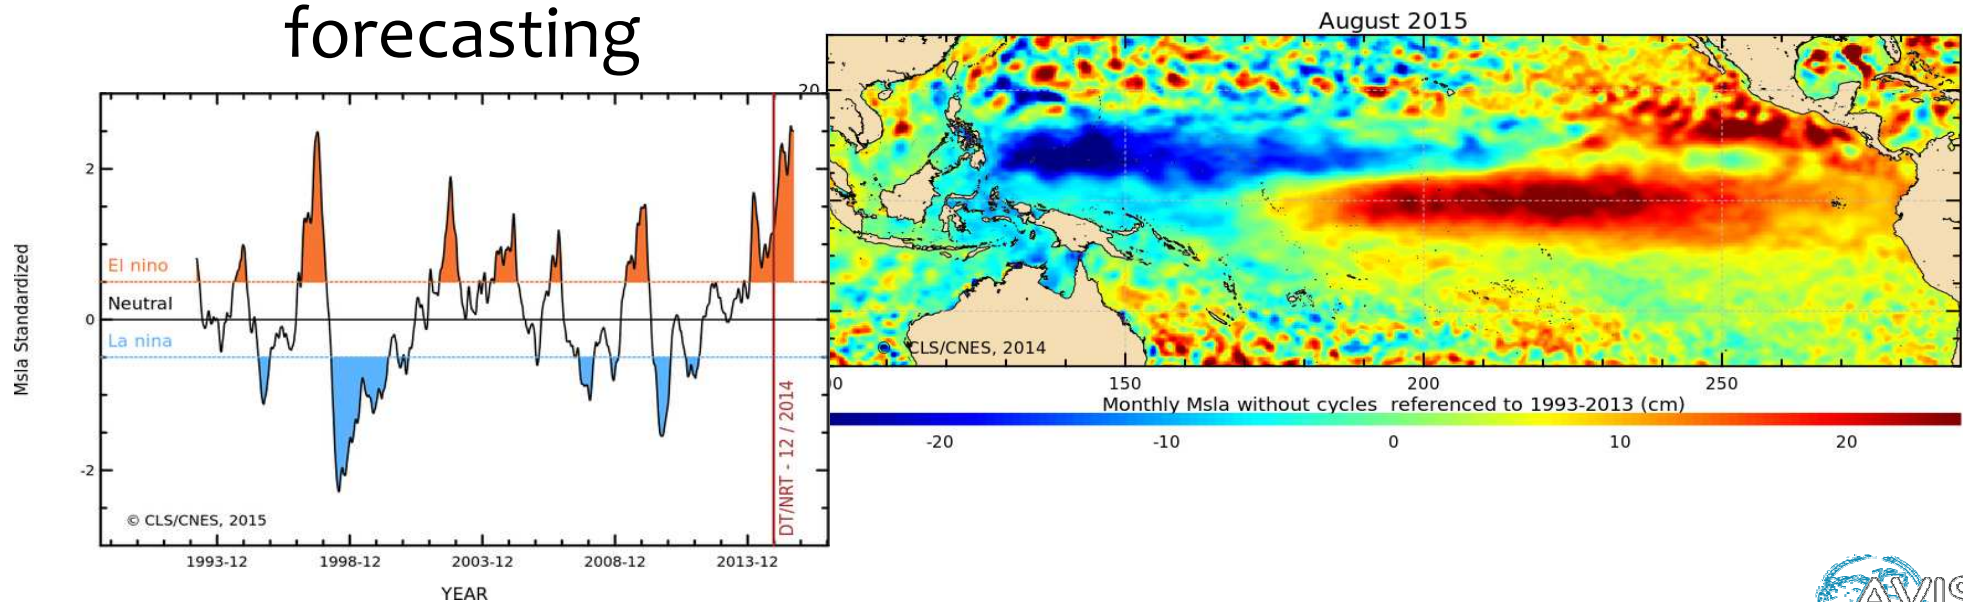 forecasting
Msla Standardized
2
0
-2
El nino
Neutral
La nina
DT/NRT - 12 / 2014
© CLS/CNES, 2015
1993-12 1998-12 2003-12 2008-12 2013-12
YEAR
August 2015
20
CLS/CNES, 2014
150 200 250
Monthly Msla without cycles referenced to 1993-2013 (cm)
-20 -10 0 10 20